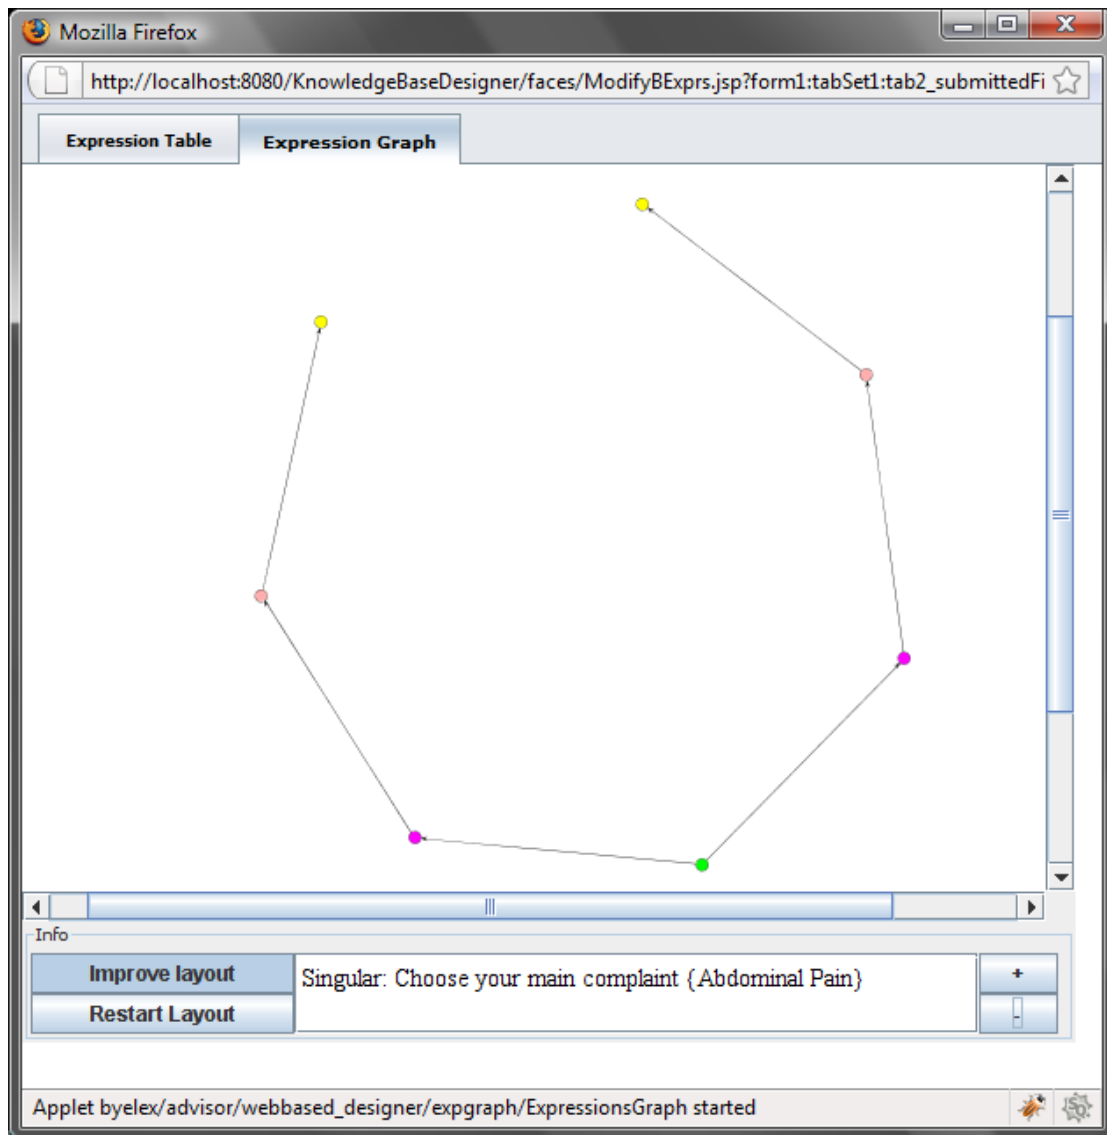 Mozilla Firefox
http://localhost:8080/KnowledgeBaseDesigner/faces/ModifyBExprs.jsp?form1:tabSet1:tab2_submittedFi
Expression Table
Expression Graph
Info
Improve layout
Singular: Choose your main complaint {Abdominal Pain}
+
Restart Layout
-
Applet byelex/advisor/webbased_designer/expgraph/ExpressionsGraph started